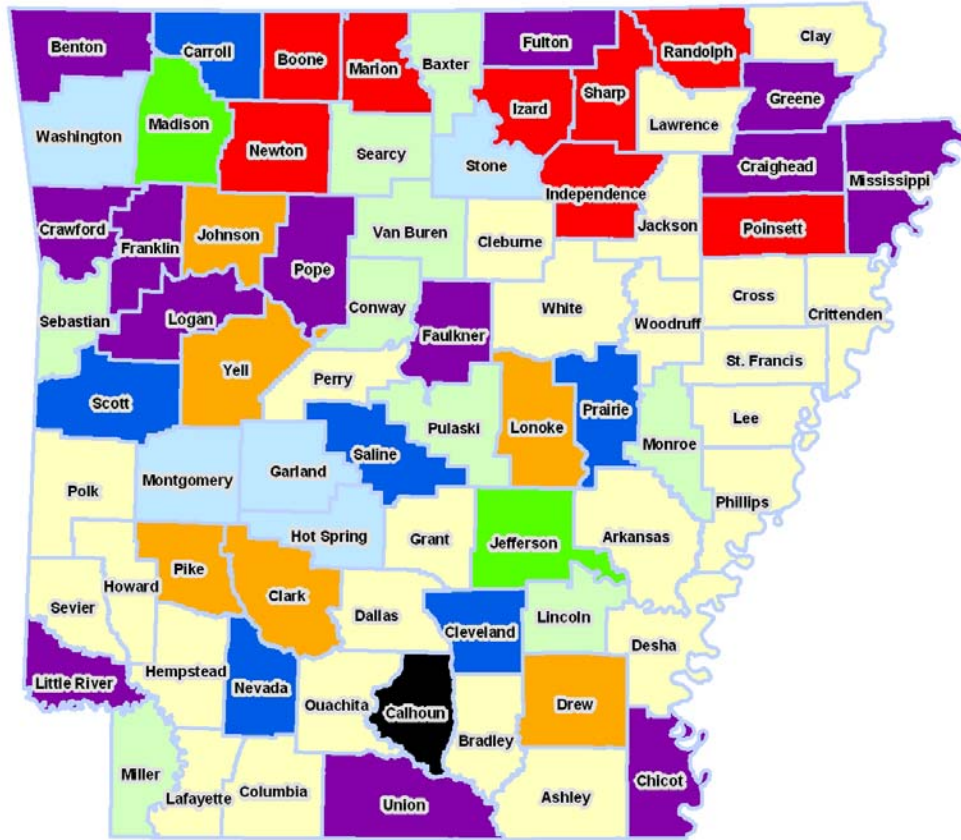 Benton
Carroll
Boone
Marion
Baxter
Fulton
Randolph
Clay
Izard
Sharp
Greene
Washington
Madison
Newton
Searcy
Stone
Lawrence
Craighead
Mississippi
Independence
Jackson
Poinsett
Crawford
Franklin
Johnson
Pope
Van Buren
Cleburne
Sebastian
Logan
Conway
Faulkner
White
Woodruff
Cross
Crittenden
St. Francis
Yell
Perry
Scott
Lonoke
Prairie
Lee
Pulaski
Monroe
Saline
Garland
Montgomery
Polk
Phillips
Hot Spring
Grant
Jefferson
Arkansas
Pike
Howard
Clark
Sevier
Dallas
Lincoln
Cleveland
Desha
Hempstead
Little River
Nevada
Ouachita
Calhoun
Drew
Bradley
Miller
Lafayette
Columbia
Union
Ashley
Chicot